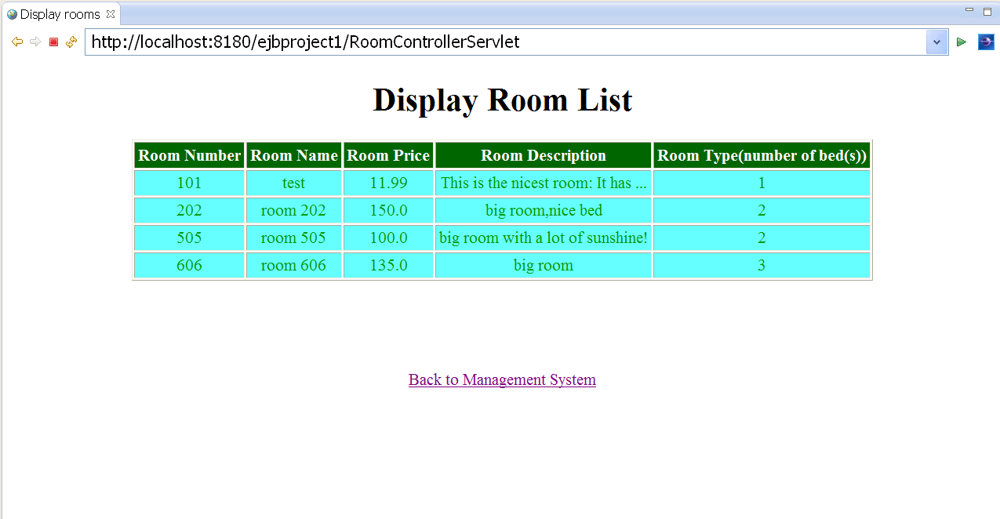 Display rooms
http://localhost:8180/ejbproject1/RoomControllerServlet
Display Room List
Room Number Room Name Room Price Room Description Room Type(number of bed(s))
101 test 11.99 This is the nicest room: It has ... 1
202 room 202 150.0 big room,nice bed 2
505 room 505 100.0 big room with a lot of sunshine! 2
606 room 606 135.0 big room 3
Back to Management System